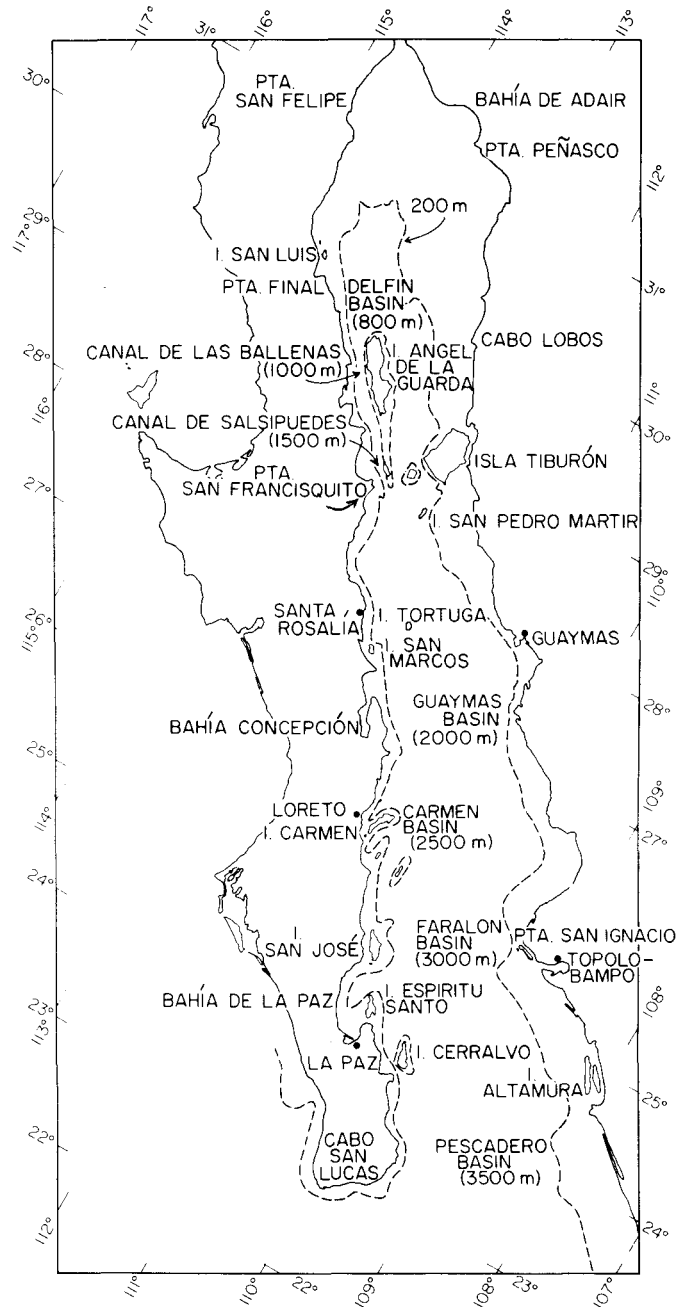 117°
31°
116°
115°
114°
113°
30°
PTA.
SAN FELIPE
BAHÍA DE ADAIR
PTA. PEÑASCO
112°
200 m
29°
117°
I. SAN LUIS
PTA. FINAL
DELFIN
BASIN
(800 m)
31°
CABO LOBOS
28°
CANAL DE LAS BALLENAS
(1000 m)
I. ANGEL
DE LA
GUARDA
116°
111°
CANAL DE SALSIPUEDES
(1500 m)
30°
ISLA TIBURÓN
PTA.
SAN FRANCISQUITO
27°
I. SAN PEDRO MARTIR
29°
110°
26°
115°
SANTA
ROSALÍA
I. TORTUGA
I. SAN
MARCOS
GUAYMAS
GUAYMAS
BASIN
(2000 m)
28°
BAHÍA CONCEPCIÓN
25°
109°
114°
LORETO
I. CARMEN
CARMEN
BASIN
(2500 m)
27°
24°
I.
SAN JOSÉ
FARALON
BASIN
(3000 m)
PTA. SAN IGNACIO
TOPOLO-
BAMPO
BAHÍA DE LA PAZ
I. ESPIRITU
SANTO
108°
23°
113°
LA PAZ
I. CERRALVO
I.
ALTAMURA
25°
22°
CABO
SAN
LUCAS
PESCADERO
BASIN
(3500 m)
112°
24°
111°
110°
22°
109°
108°
23°
107°